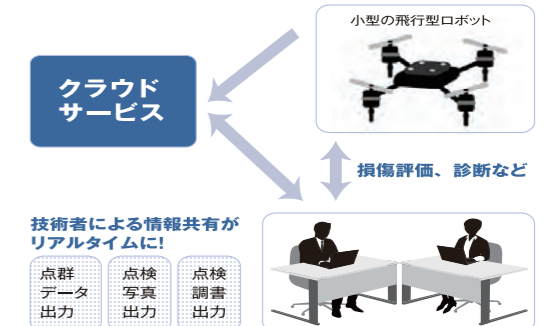 小型の飛行型ロボット
クラウド
サービス
損傷評価、診断など
技術者による情報共有が
リアルタイムに!
点群
データ
出力
点検
写真
出力
点検
調書
出力